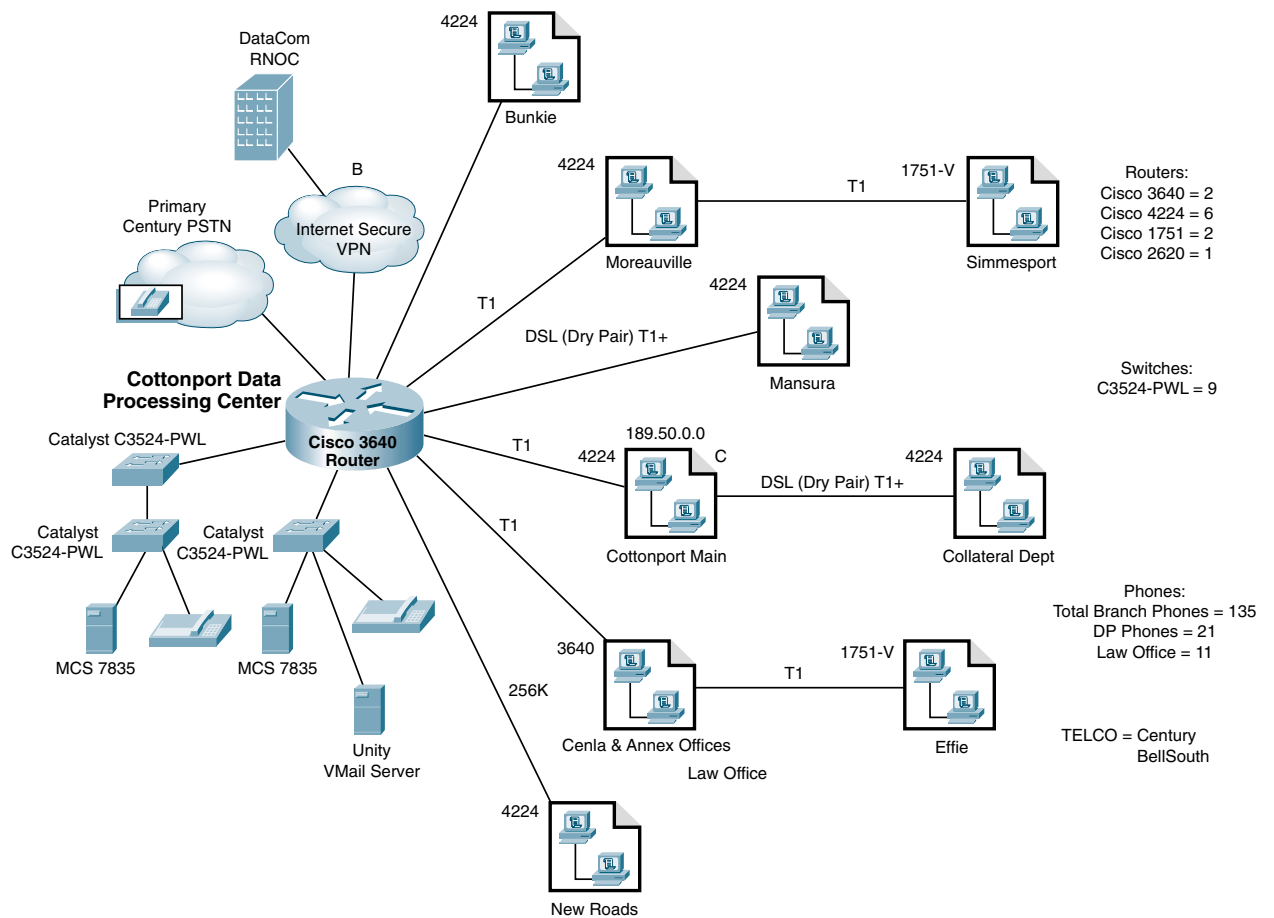 DataCom
RNOC
4224
Bunkie
B
Internet Secure
VPN
Primary
Century PSTN
4224
Moreauville
T1
1751-V
Simmesport
Routers:
Cisco 3640 = 2
Cisco 4224 = 6
Cisco 1751 = 2
Cisco 2620 = 1
T1
4224
DSL (Dry Pair) T1+
Mansura
Switches:
C3524-PWL = 9
Cottonport Data
Processing Center
Cisco 3640
Router
Catalyst C3524-PWL
T1
189.50.0.0
4224
C
Cottonport Main
DSL (Dry Pair) T1+
4224
Collateral Dept
Catalyst
C3524-PWL
Catalyst
C3524-PWL
T1
MCS 7835
MCS 7835
Unity
VMail Server
256K
3640
Cenla & Annex Offices
Law Office
T1
1751-V
Effie
Phones:
Total Branch Phones = 135
DP Phones = 21
Law Office = 11
TELCO = Century
BellSouth
4224
New Roads